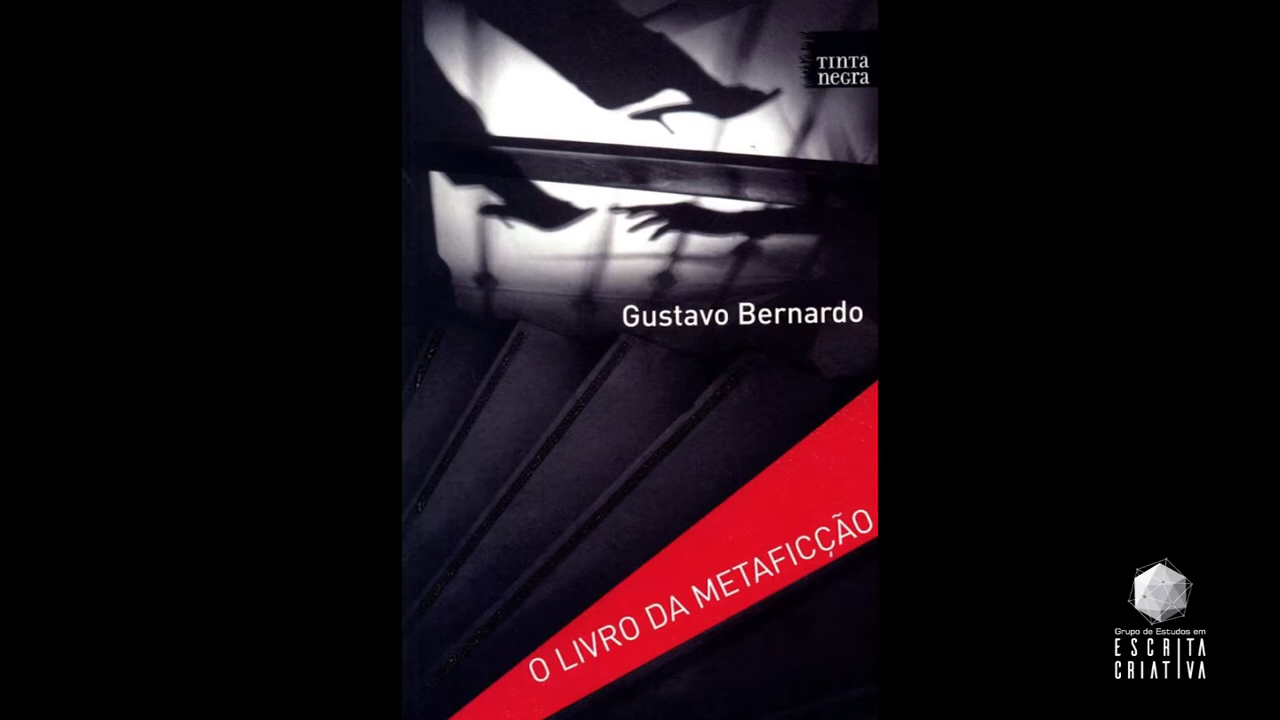 TINTA
negra
Gustavo Bernardo
O LIVRO DA METAFICÇÃO
Grupo de Estudos em
ESCRITA
CRIATIVA